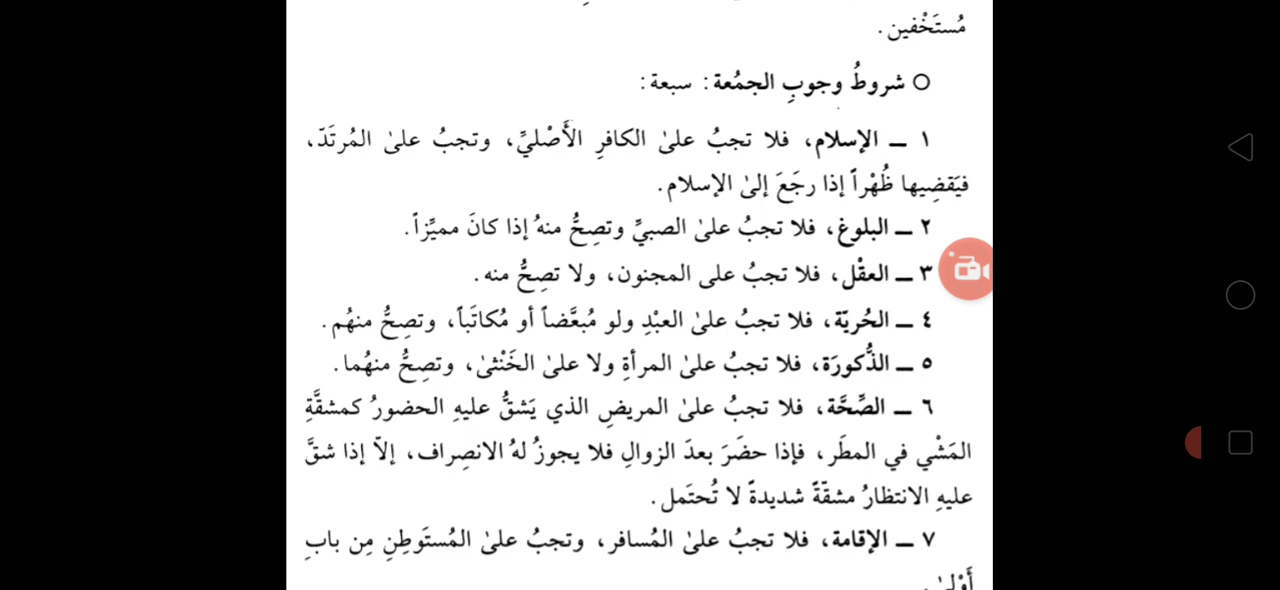 مُستَخْفين.
○ شروطُ وجوبِ الجمُعة: سبعة:
١ ــ الإسلام، فلا تجبُ علىٰ الكافرِ الأَصْليِّ، وتجبُ علىٰ المُرتَدّ،
فيَقضِيها ظُهْراً إذا رجَعَ إلىٰ الإسلام.
٢ ــ البلوغ، فلا تجبُ علىٰ الصبيِّ وتصِحُّ منهُ إذا كانَ مميِّزاً.
٣ ــ العقْل، فلا تجبُ على المجنون، ولا تصِحُّ منه.
٤ ــ الحُريّة، فلا تجبُ علىٰ العبْدِ ولو مُبعَّضاً أو مُكاتَباً، وتصِحُّ منهُم.
٥ ــ الذُّكورَة، فلا تجبُ علىٰ المرأةِ ولا علىٰ الخَنْثىٰ، وتصِحُّ منهُما.
٦ ــ الصِّحَّة، فلا تجبُ علىٰ المريضِ الذي يَشقُّ عليهِ الحضورُ كمشقَّةِ
المَشْي في المطَر، فإذا حضَرَ بعدَ الزوالِ فلا يجوزُ لهُ الانصِراف، إلاّ إذا شقَّ
عليهِ الانتظارُ مشقّةً شديدةً لا تُحتَمل.
٧ ــ الإقامة، فلا تجبُ علىٰ المُسافر، وتجبُ علىٰ المُستَوطِنِ مِن بابِ
أَوْلىٰ.